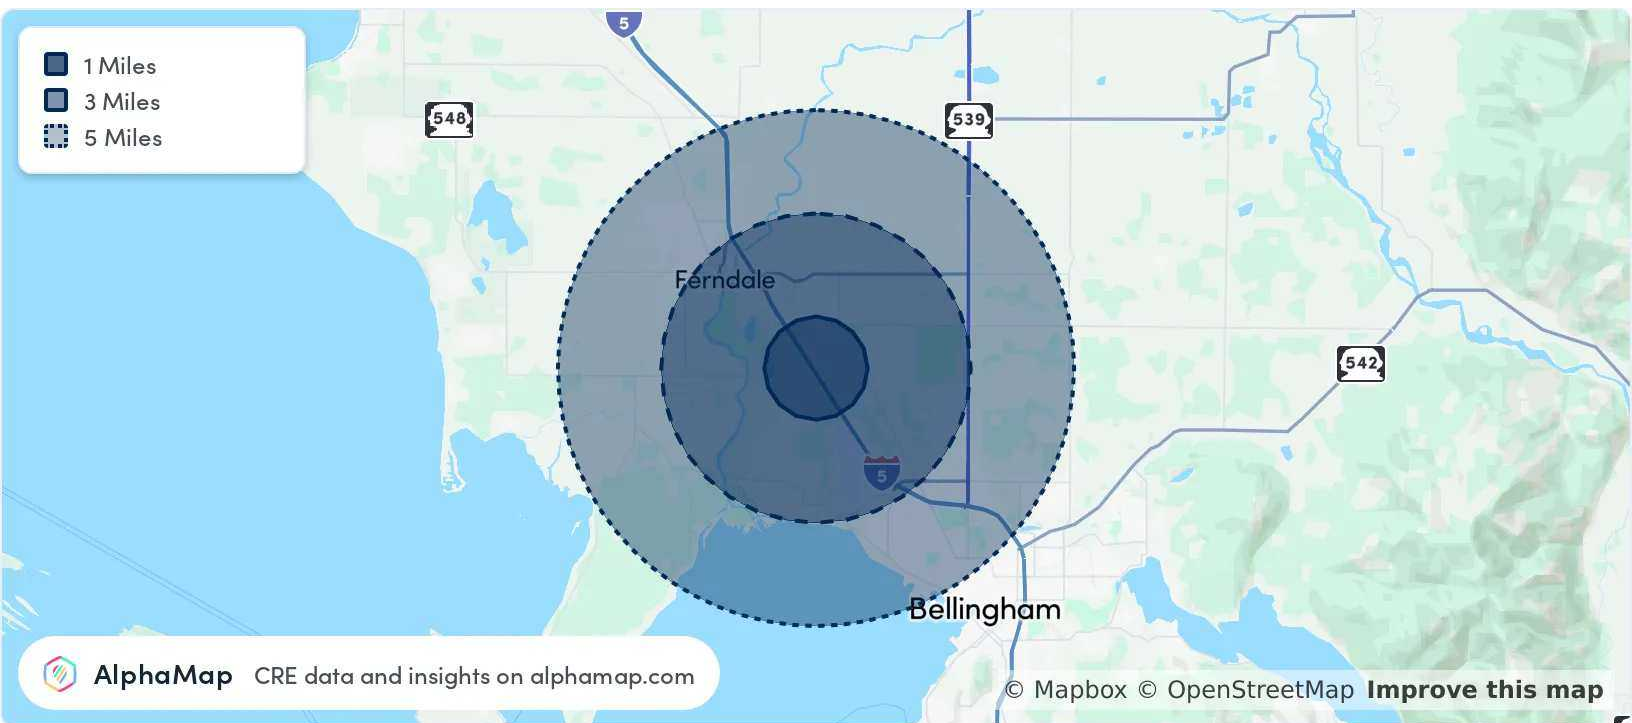 5
1 Miles
3 Miles
5 Miles
548
539
Ferndale
542
5
Bellingham
AlphaMap CRE data and insights on alphamap.com
© Mapbox © OpenStreetMap Improve this map